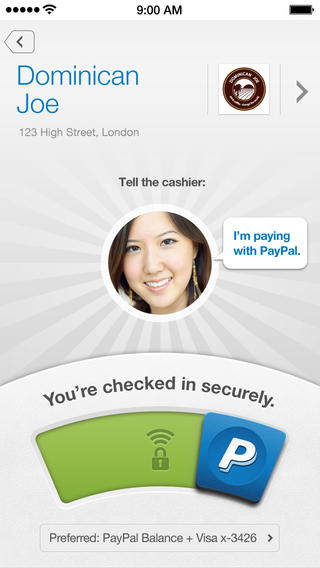 9:00 AM
Dominican
Joe
DOMINICAN JOE
123 High Street, London
Tell the cashier:
I'm paying
with PayPal.
You're checked in securely.
P
Preferred: PayPal Balance + Visa x-3426